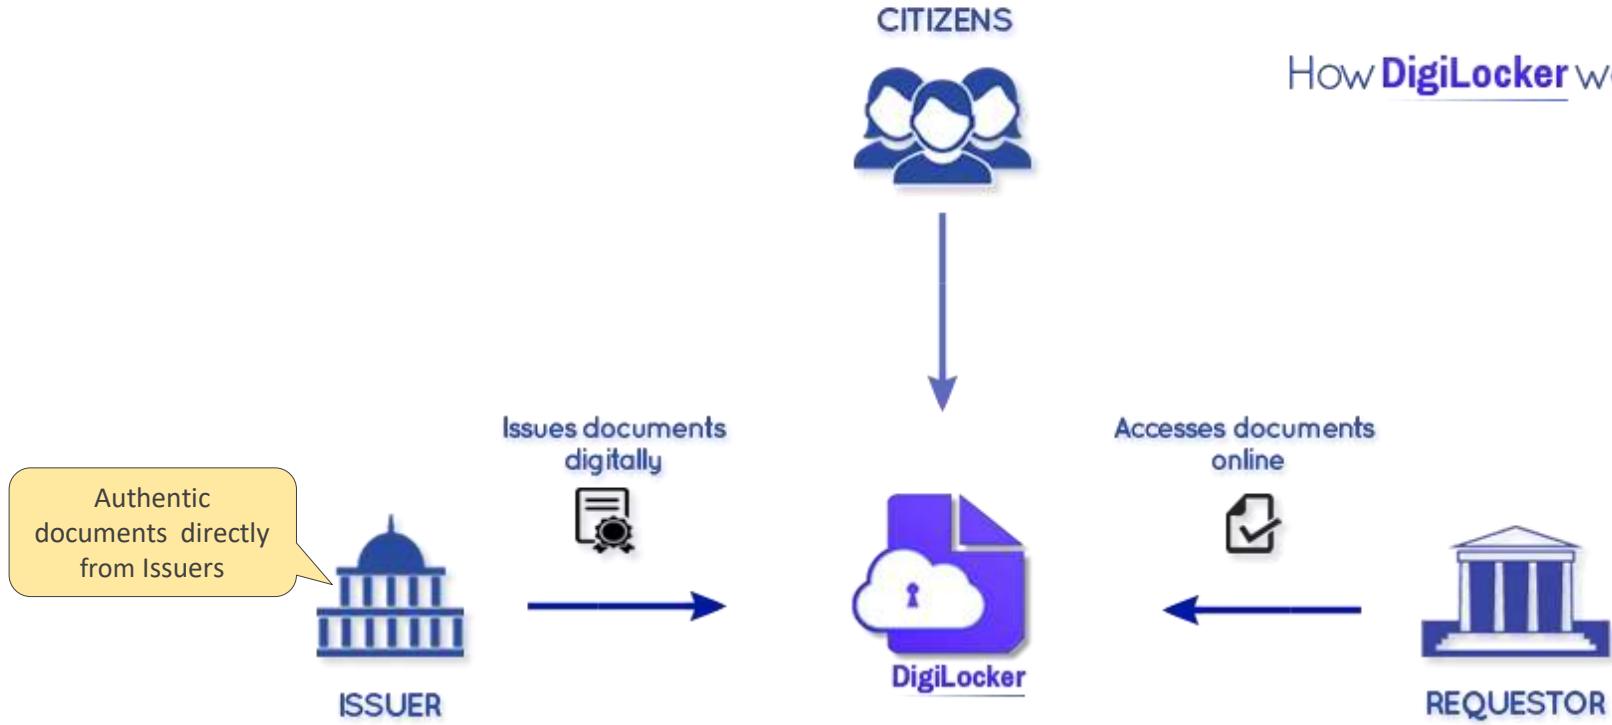 CITIZENS
How DigiLocker
Issues documents
digitally
Accesses documents
online
Authentic
documents directly
from Issuers
DigiLocker
ISSUER
REQUESTOR